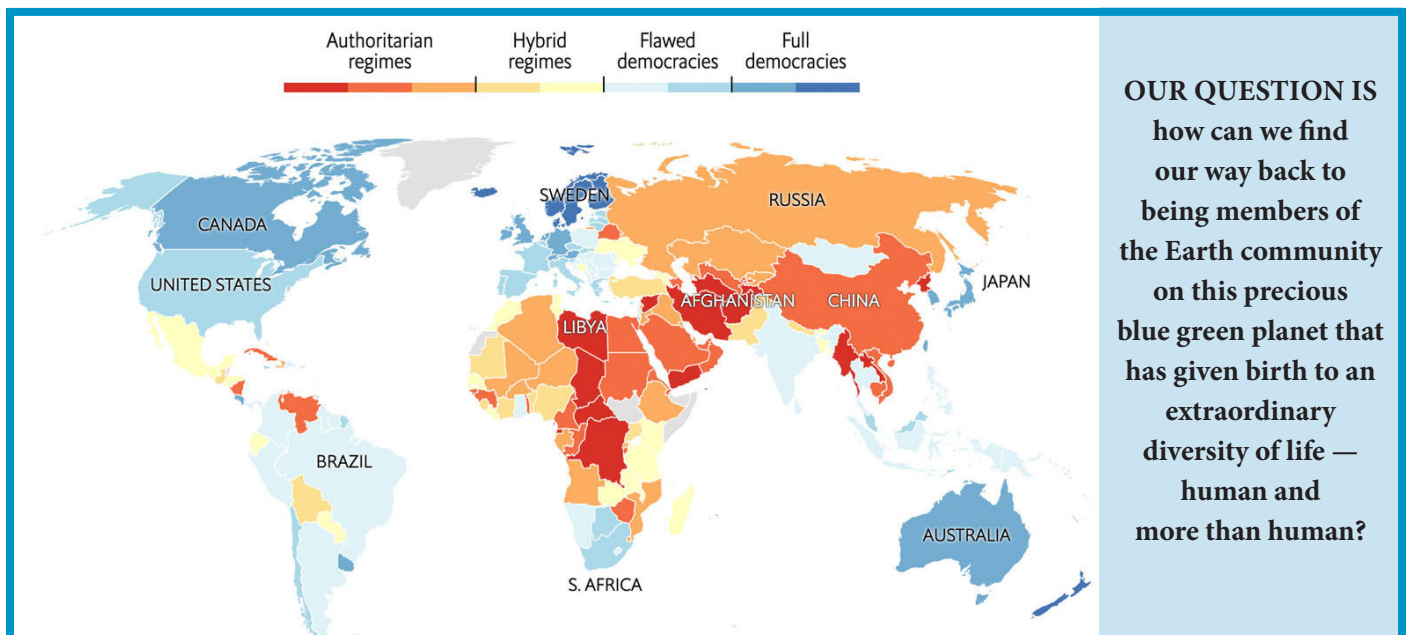 Authoritarian
regimes
Hybrid
regimes
Flawed
democracies
Full
democracies
CANADA
UNITED STATES
BRAZIL
SWEDEN
RUSSIA
JAPAN
AFGHANISTAN
CHINA
LIBYA
S. AFRICA
AUSTRALIA
OUR QUESTION IS
how can we find
our way back to
being members of
the Earth community
on this precious
blue green planet that
has given birth to an
extraordinary
diversity of life —
human and
more than human?